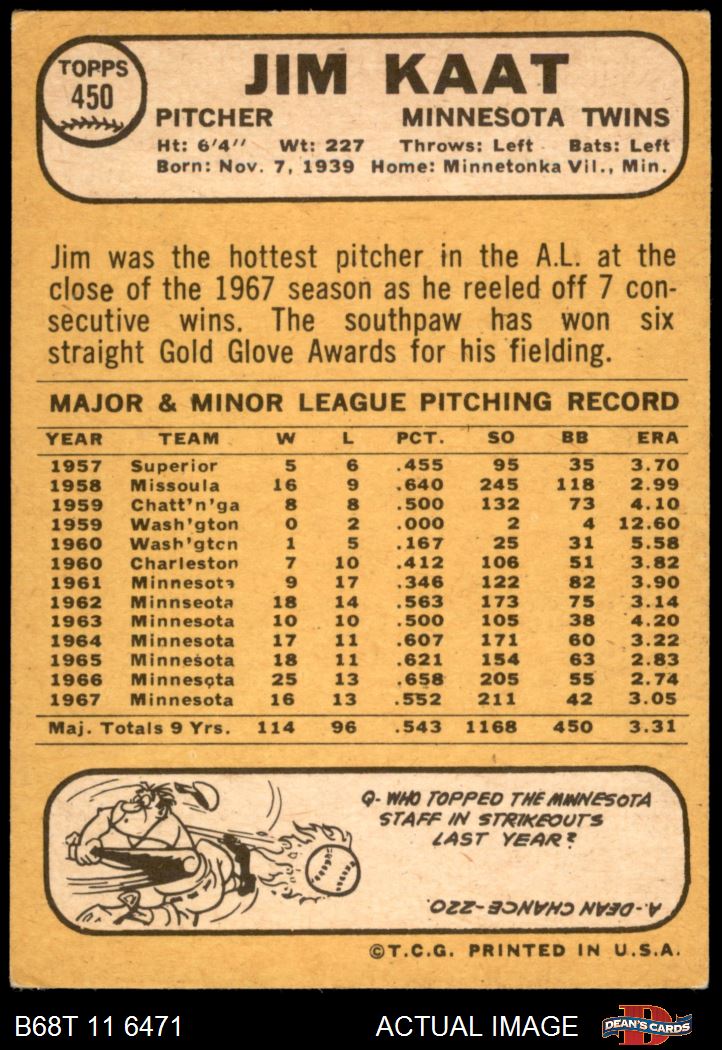 TOPPS
450
JIM KAAT
PITCHER MINNESOTA TWINS
Ht: 6'4" Wt: 227 Throws: Left Bats: Left
Born: Nov. 7, 1939 Home: Minnetonka Vil., Min.
Jim was the hottest pitcher in the A.L. at the
close of the 1967 season as he reeled off 7 con-
secutive wins. The southpaw has won six
straight Gold Glove Awards for his fielding.
MAJOR & MINOR LEAGUE PITCHING RECORD
YEAR TEAM W L PCT. SO BB ERA
1957 Superior 5 6 .455 95 35 3.70
1958 Missoula 16 9 .640 245 118 2.99
1959 Chatt'n'ga 8 8 .500 132 73 4.10
1959 Wash'gton 0 2 .000 2 4 12.60
1960 Wash'gton 1 5 .167 25 31 5.58
1960 Charleston 7 10 .412 106 51 3.82
1961 Minnesota 9 17 .346 122 82 3.90
1962 Minnseota 18 14 .563 173 75 3.14
1963 Minnesota 10 10 .500 105 38 4.20
1964 Minnesota 17 11 .607 171 60 3.22
1965 Minnesota 18 11 .621 154 63 2.83
1966 Minnesota 25 13 .658 205 55 2.74
1967 Minnesota 16 13 .552 211 42 3.05
Maj. Totals 9 Yrs. 114 96 .543 1168 450 3.31
Q- WHO TOPPED THE MINNESOTA
STAFF IN STRIKEOUTS
LAST YEAR?
A-DEAN CHANCE-220
©T.C.G. PRINTED IN U.S.A.
B68T 11 6471 ACTUAL IMAGE D DEAN'S CARDS